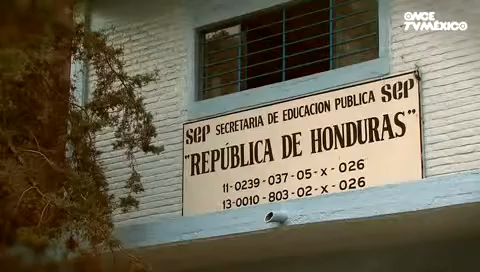 ONCE
TV MÉXICO
SEP SECRETARIA DE EDUCACION PUBLICA SEP
"REPÚBLICA DE HONDURAS"
11-0239-037-05-X-026
13-0010-803-02-X-026